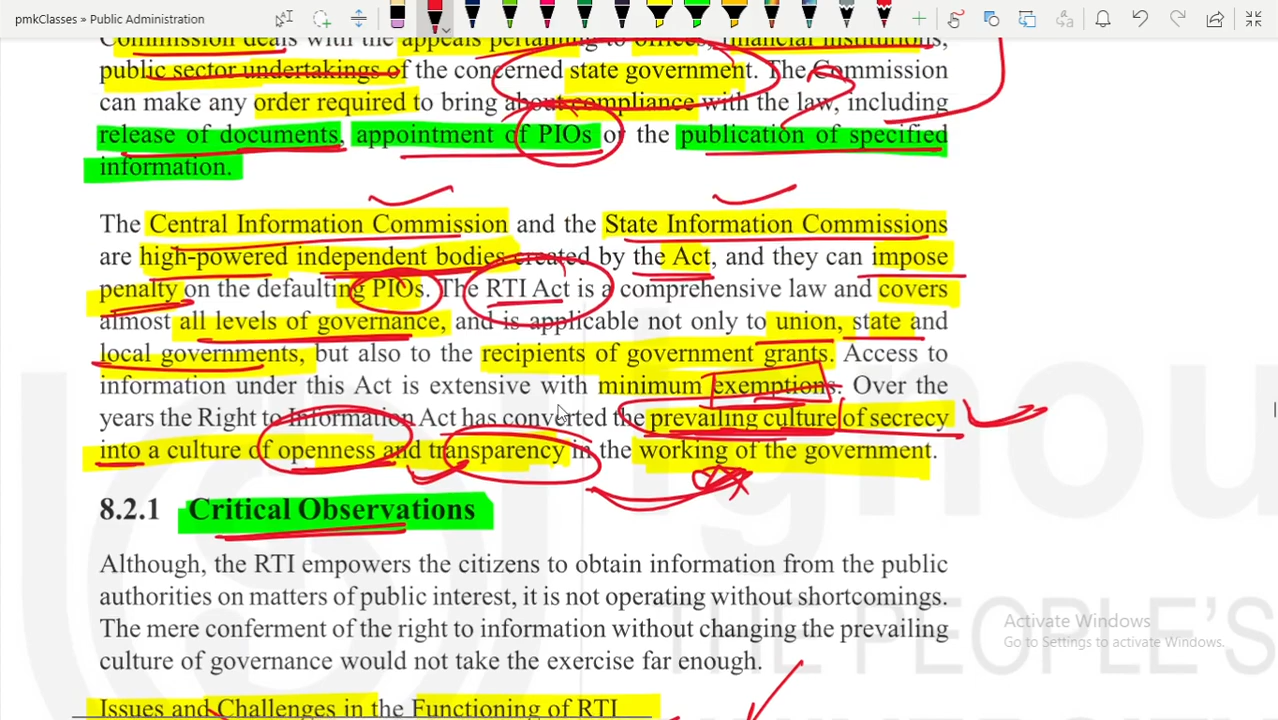 pmkClasses » Public Administration
Commission deals with the appeals pertaining to offices, financial institutions,
public sector undertakings of the concerned state government. The Commission
can make any order required to bring about compliance with the law, including
release of documents, appointment of PIOs or the publication of specified
information.
The Central Information Commission and the State Information Commissions
are high-powered independent bodies created by the Act, and they can impose
penalty on the defaulting PIOs. The RTI Act is a comprehensive law and covers
almost all levels of governance, and is applicable not only to union, state and
local governments, but also to the recipients of government grants. Access to
information under this Act is extensive with minimum exemptions. Over the
years the Right to Information Act has converted the prevailing culture of secrecy
into a culture of openness and transparency in the working of the government.
8.2.1 Critical Observations
Although, the RTI empowers the citizens to obtain information from the public
authorities on matters of public interest, it is not operating without shortcomings.
The mere conferment of the right to information without changing the prevailing
culture of governance would not take the exercise far enough.
Issues and Challenges in the Functioning of RTI
ignou
THE PEOPLE'S
Activate Windows
Go to Settings to activate Windows.